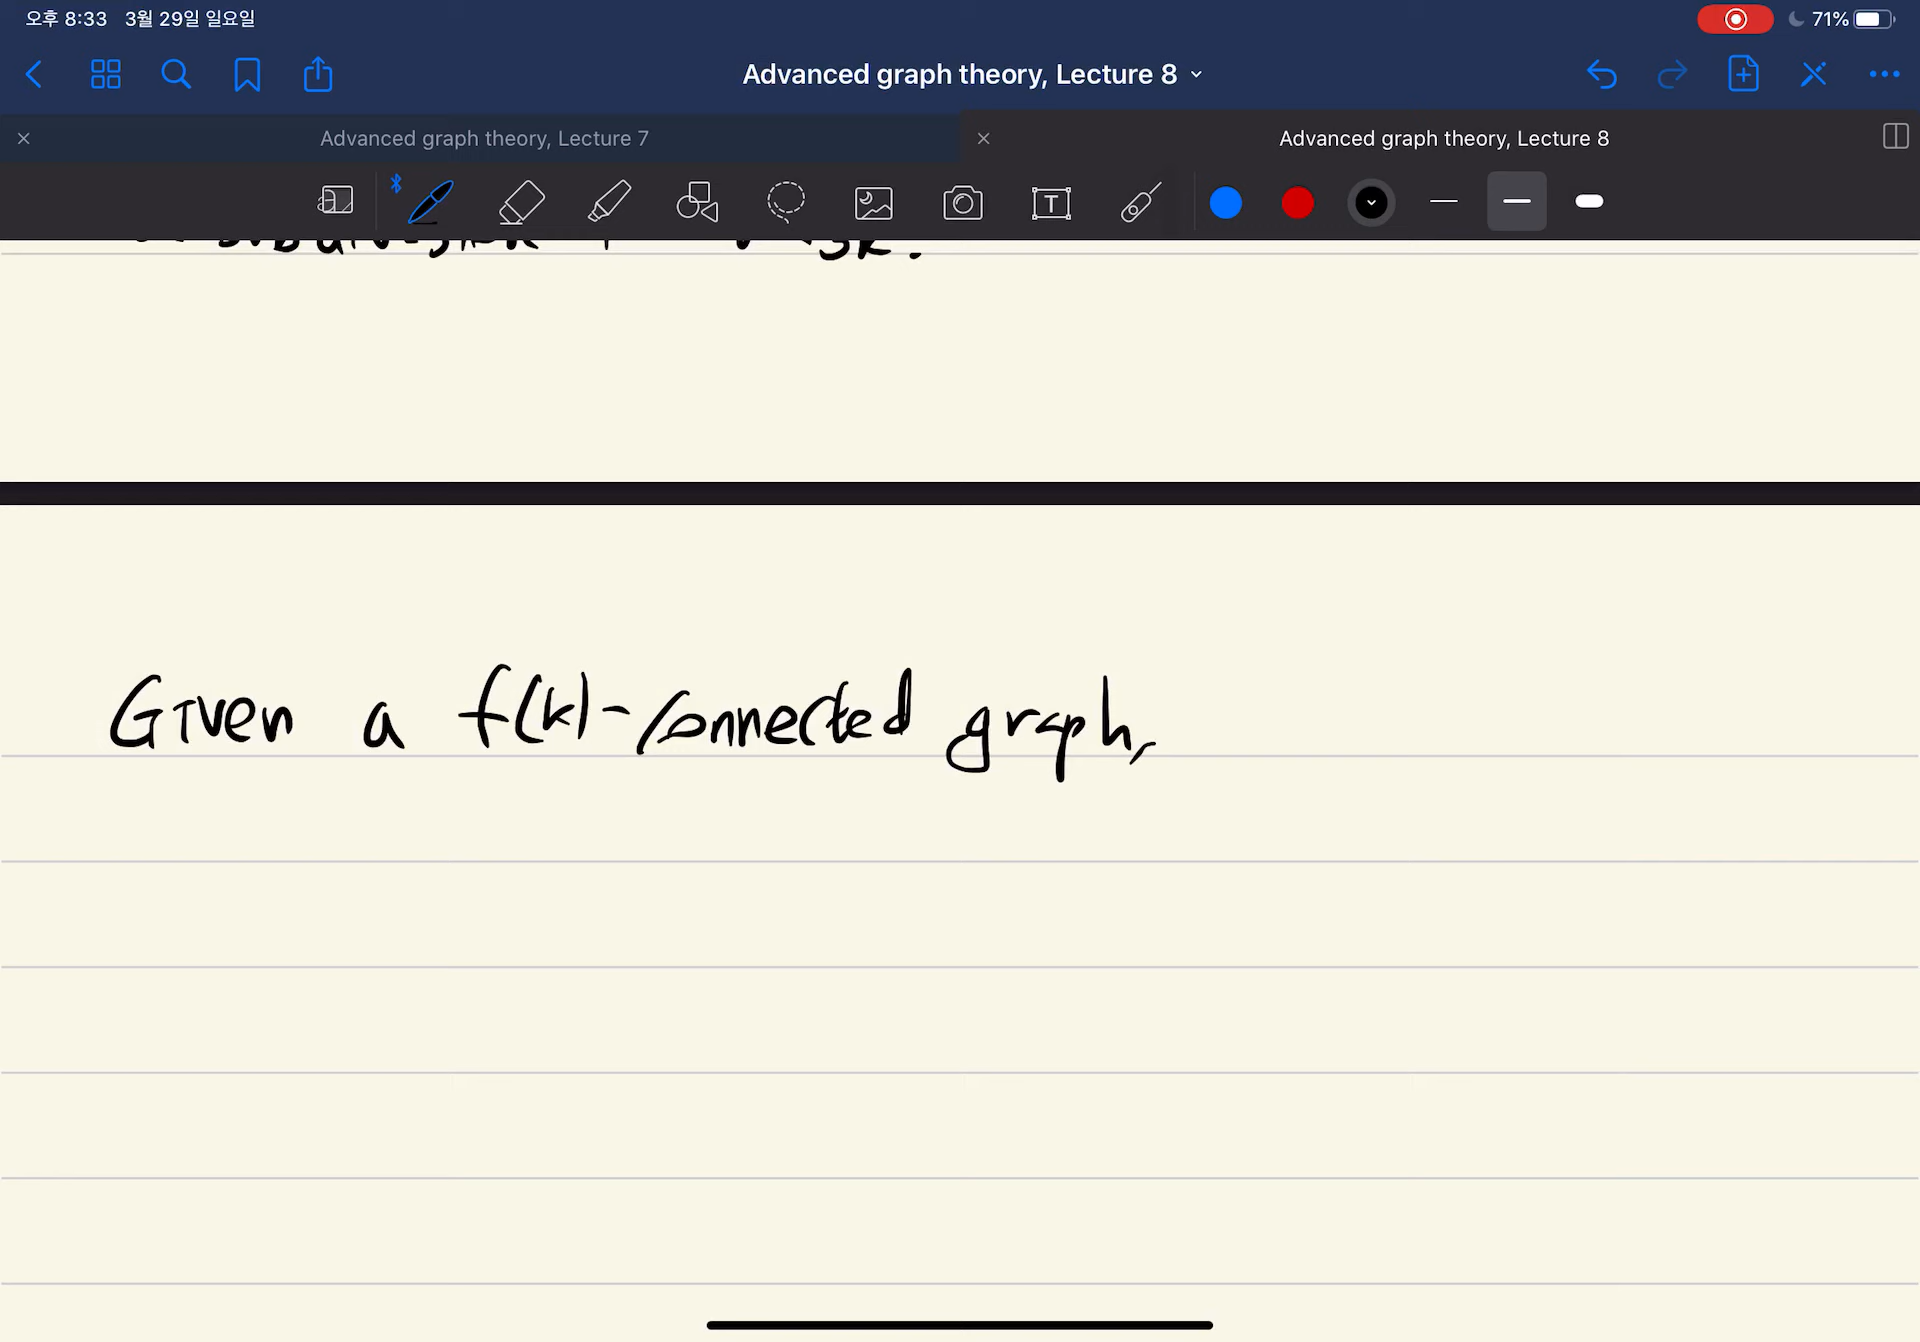 오후 8:33 3월 29일 일요일
71%
Advanced graph theory, Lecture 8
Advanced graph theory, Lecture 7
Advanced graph theory, Lecture 8
Given a f(k)-connected graph,